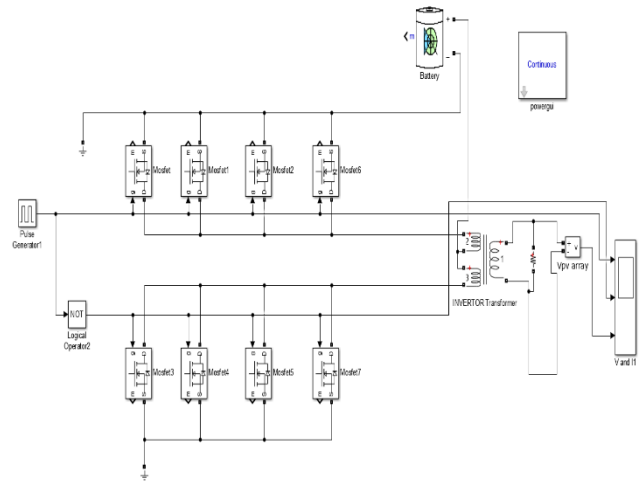 +
m
−
Battery
Continuous
powergui
Mosfet
Mosfet1
Mosfet2
Mosfet6
Pulse
Generator1
NOT
Logical
Operator2
INVERTOR Transformer
Vpv array
V and I1
Mosfet3
Mosfet4
Mosfet5
Mosfet7